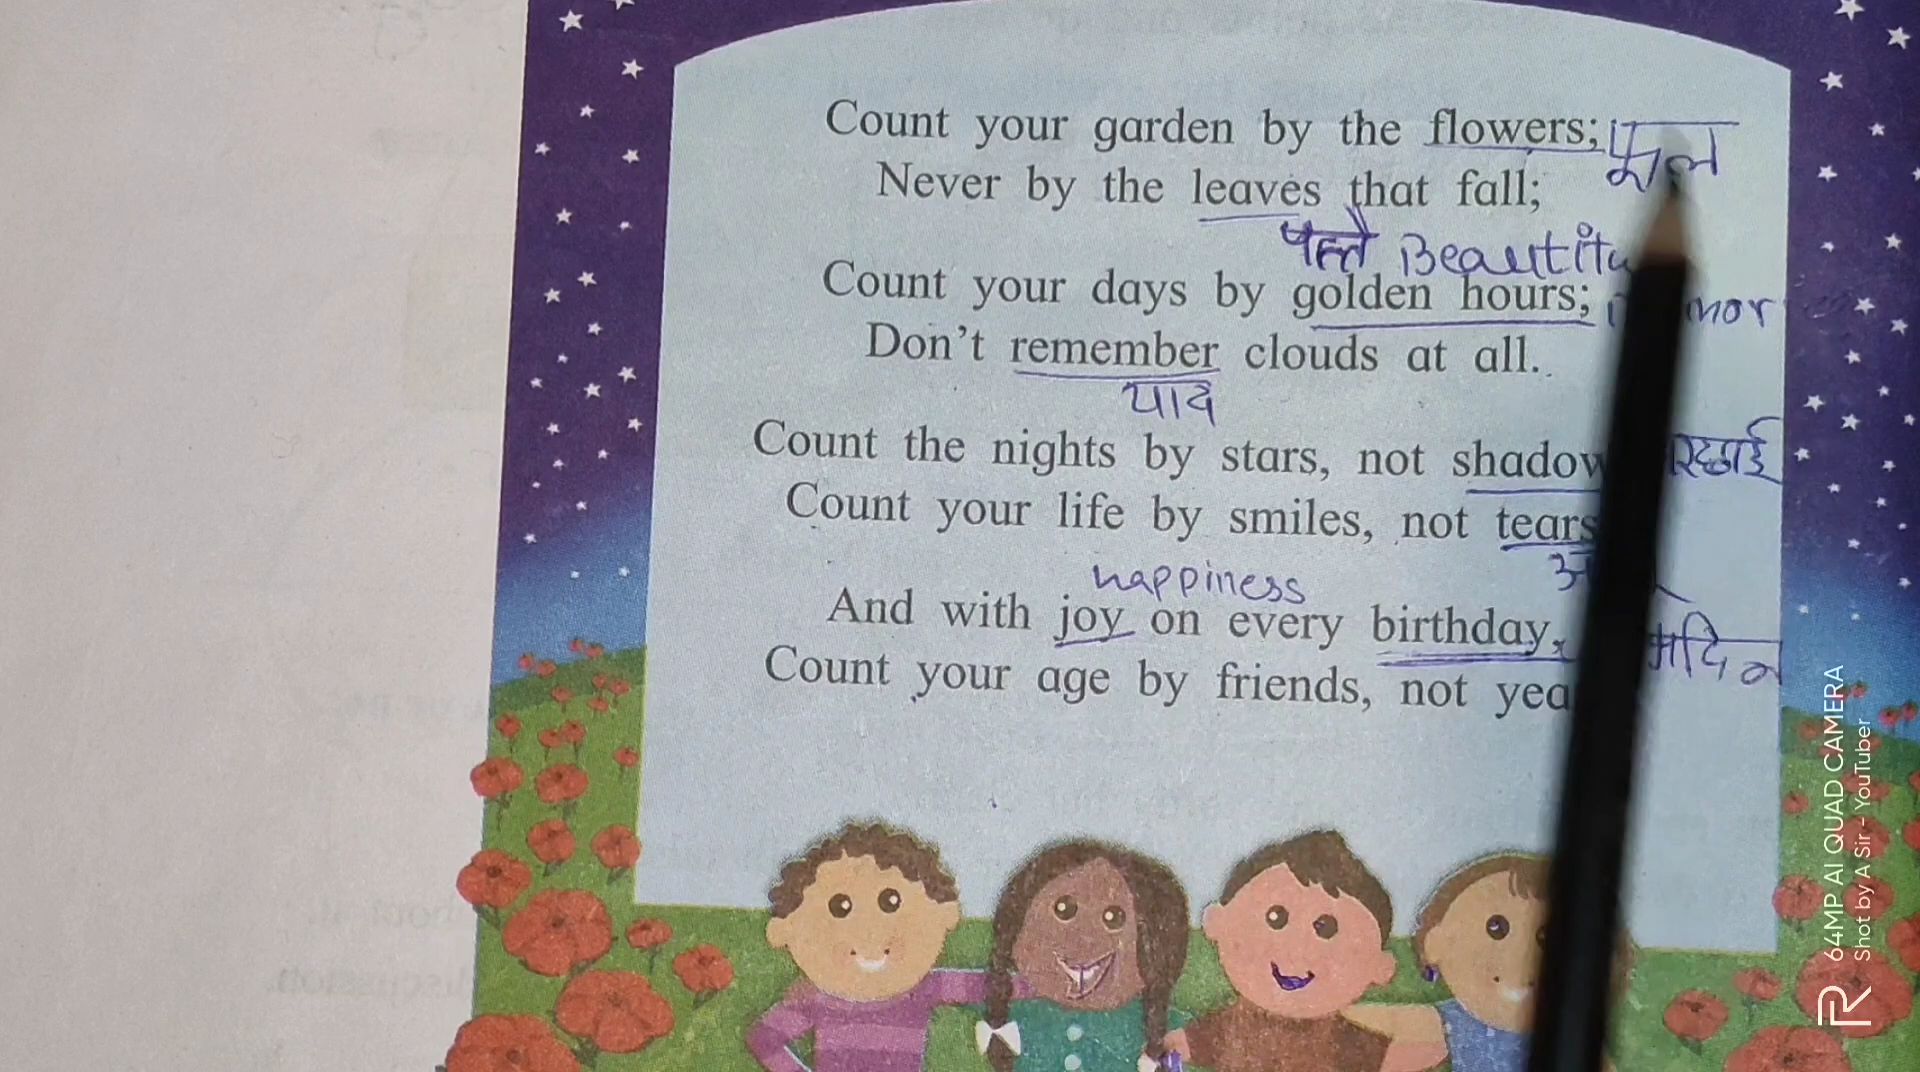 Count your garden by the flowers; फूल
Never by the leaves that fall;
पत्ते Beautifu
Count your days by golden hours;
Don't remember clouds at all.
याद
Count the nights by stars, not shadow
Count your life by smiles, not tears
happiness
And with joy on every birthday,
Count your age by friends, not yea
64MP AI QUAD CAMERA
Shot by A Sir - YouTuber